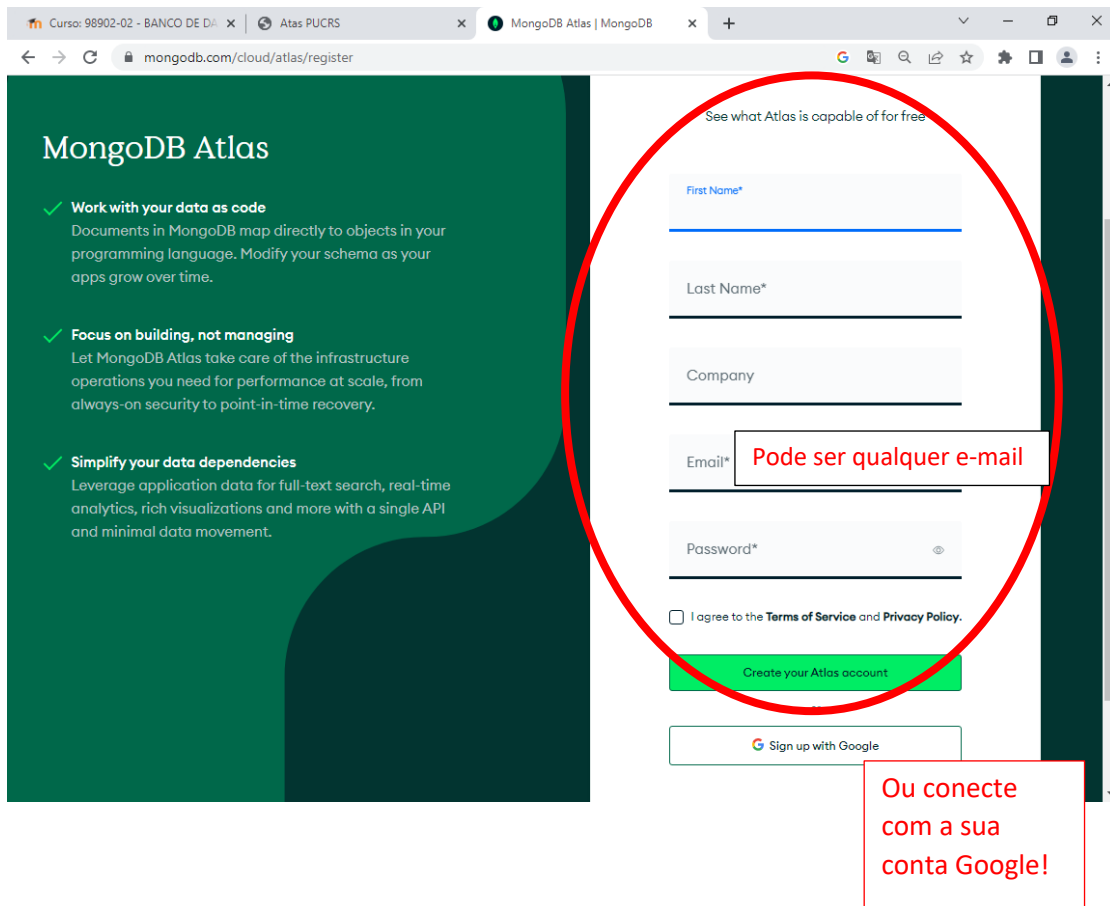 Curso: 98902-02 - BANCO DE DA
Atas PUCRS
MongoDB Atlas | MongoDB
mongodb.com/cloud/atlas/register
MongoDB Atlas
Work with your data as code
Documents in MongoDB map directly to objects in your
programming language. Modify your schema as your
apps grow over time.
Focus on building, not managing
Let MongoDB Atlas take care of the infrastructure
operations you need for performance at scale, from
always-on security to point-in-time recovery.
Simplify your data dependencies
Leverage application data for full-text search, real-time
analytics, rich visualizations and more with a single API
and minimal data movement.
See what Atlas is capable of for free
First Name*
Last Name*
Company
Email*
Pode ser qualquer e-mail
Password*
I agree to the Terms of Service and Privacy Policy.
Create your Atlas account
Sign up with Google
Ou conecte
com a sua
conta Google!